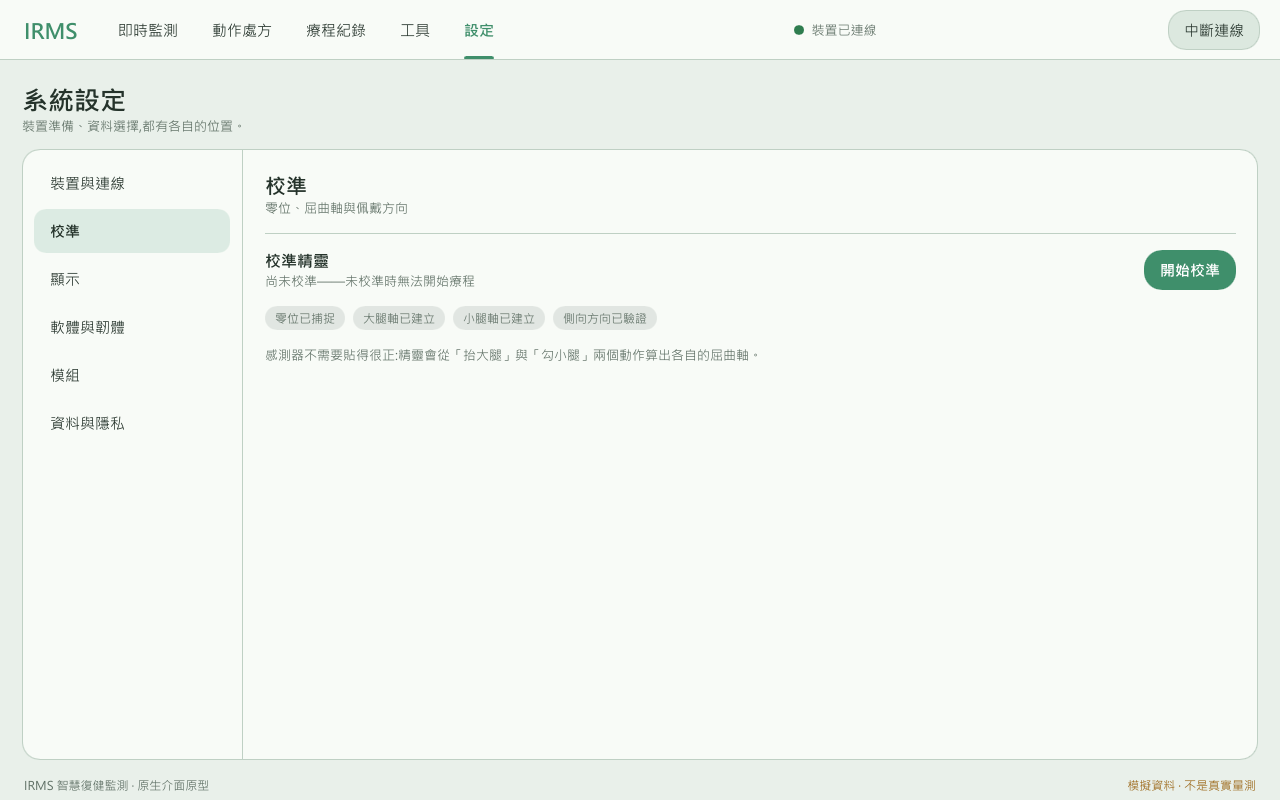 IRMS 即時監測 動作處方 療程紀錄 工具 設定 裝置已連線 中斷連線
系統設定
裝置準備、資料選擇,都有各自的位置。
裝置與連線
校準
顯示
軟體與韌體
模組
資料與隱私
校準
零位、屈曲軸與佩戴方向
校準精靈
尚未校準——未校準時無法開始療程
開始校準
零位已捕捉 大腿軸已建立 小腿軸已建立 側向方向已驗證
感測器不需要貼得很正:精靈會從「抬大腿」與「勾小腿」兩個動作算出各自的屈曲軸。
IRMS 智慧復健監測 · 原生介面原型
模擬資料 · 不是真實量測